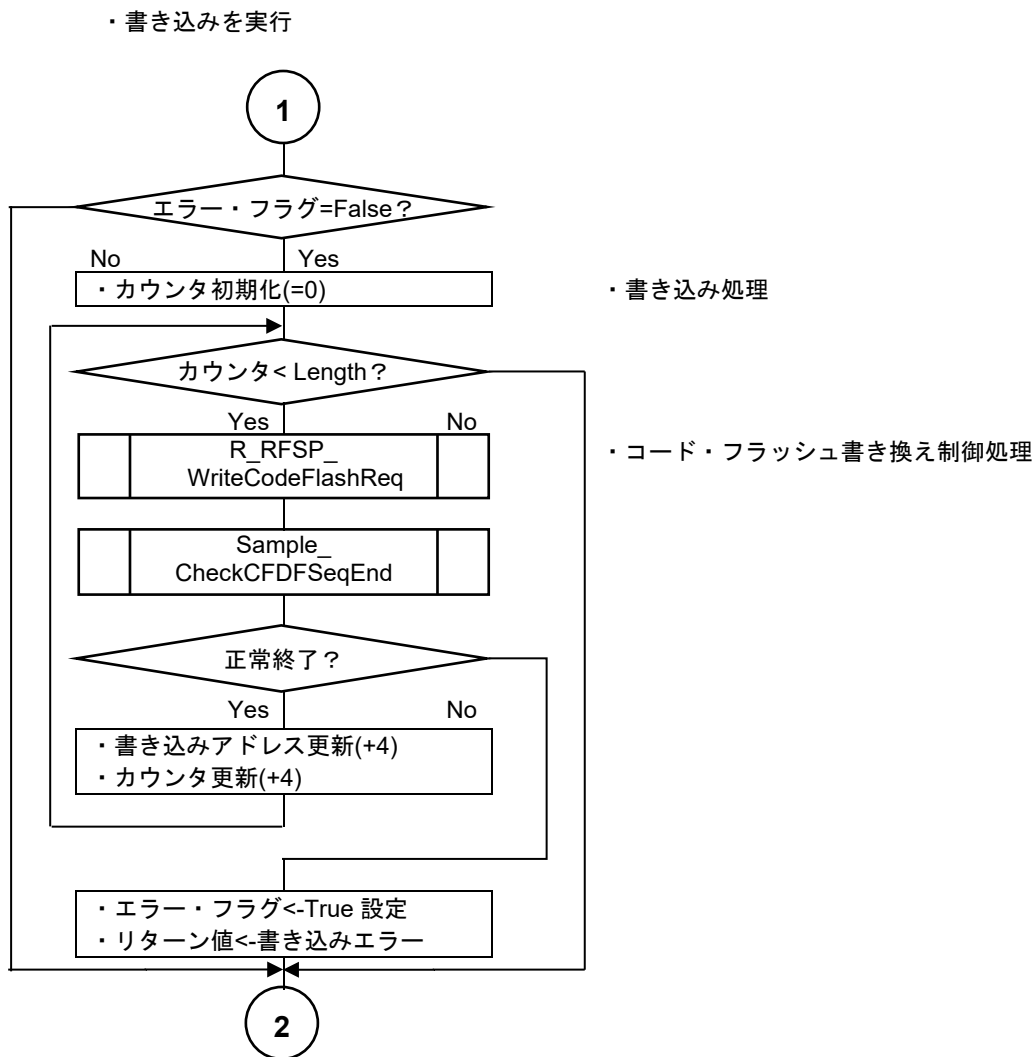 ・書き込みを実行
1
エラー・フラグ=False？
No
Yes
・カウンタ初期化(=0)
・書き込み処理
カウンタ< Length？
Yes
No
R_RFSP_
WriteCodeFlashReq
・コード・フラッシュ書き換え制御処理
Sample_
CheckCFDFSeqEnd
正常終了？
Yes
No
・書き込みアドレス更新(+4)
・カウンタ更新(+4)
・エラー・フラグ<-True 設定
・リターン値<-書き込みエラー
2